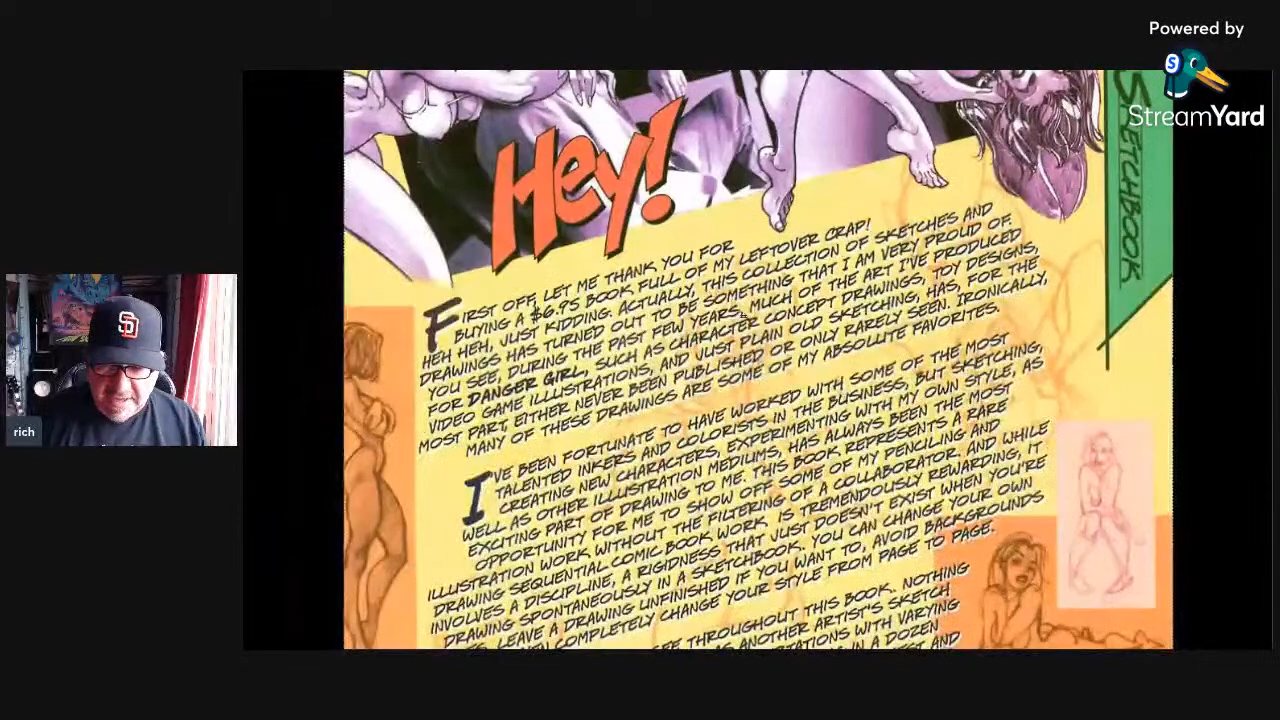 Powered by
StreamYard
SKETCHBOOK
Hey!
FIRST OFF, LET ME THANK YOU FOR
BUYING A $6.95 BOOK FULL OF MY LEFTOVER CRAP!
HEH HEH, JUST KIDDING. ACTUALLY, THIS COLLECTION OF SKETCHES AND
DRAWINGS HAS TURNED OUT TO BE SOMETHING THAT I AM VERY PROUD OF.
YOU SEE, DURING THE PAST FEW YEARS, MUCH OF THE ART I'VE PRODUCED
FOR DANGER GIRL, SUCH AS CHARACTER CONCEPT DRAWINGS, TOY DESIGNS,
VIDEO GAME ILLUSTRATIONS, AND JUST PLAIN OLD SKETCHING, HAS, FOR THE
MOST PART, EITHER NEVER BEEN PUBLISHED OR ONLY RARELY SEEN. IRONICALLY,
MANY OF THESE DRAWINGS ARE SOME OF MY ABSOLUTE FAVORITES.
I'VE BEEN FORTUNATE TO HAVE WORKED WITH SOME OF THE MOST
TALENTED INKERS AND COLORISTS IN THE BUSINESS, BUT SKETCHING,
CREATING NEW CHARACTERS, EXPERIMENTING WITH MY OWN STYLE, AS
WELL AS OTHER ILLUSTRATION MEDIUMS, HAS ALWAYS BEEN THE MOST
EXCITING PART OF DRAWING TO ME. THIS BOOK REPRESENTS A RARE
OPPORTUNITY FOR ME TO SHOW OFF SOME OF MY PENCILING AND
ILLUSTRATION WORK WITHOUT THE FILTERING OF A COLLABORATOR. AND WHILE
DRAWING SEQUENTIAL COMIC BOOK WORK IS TREMENDOUSLY REWARDING, IT
INVOLVES A DISCIPLINE, A RIGIDNESS THAT JUST DOESN'T EXIST WHEN YOU'RE
DRAWING SPONTANEOUSLY IN A SKETCHBOOK. YOU CAN CHANGE YOUR OWN
LEAVE A DRAWING UNFINISHED IF YOU WANT TO, AVOID BACKGROUNDS
COMPLETELY CHANGE YOUR STYLE FROM PAGE TO PAGE.
SEE THROUGHOUT THIS BOOK. NOTHING
AS ANOTHER ARTIST'S SKETCH
WITH VARYING
IN A DOZEN
AND
rich